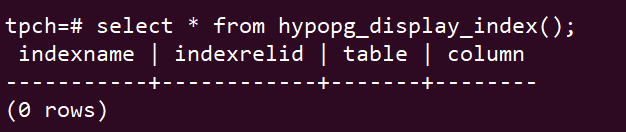 tpch=# select * from hypopg_display_index();
 indexname | indexrelid | table | column
-----------+------------+-------+--------
(0 rows)